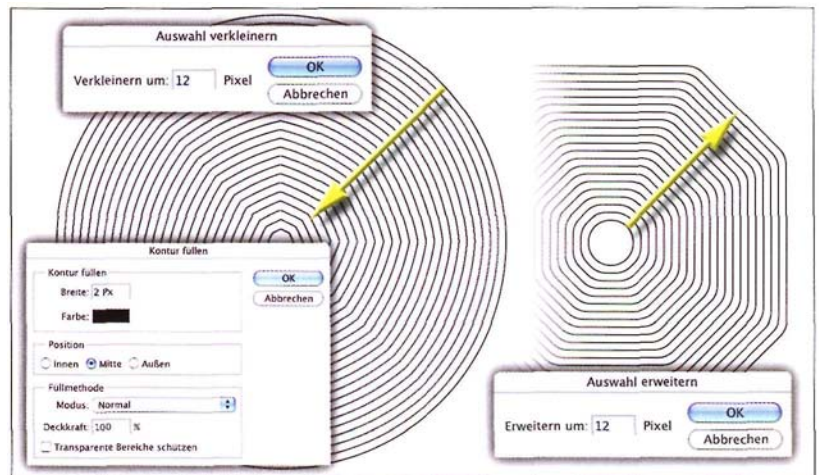 Auswahl verkleinern
Verkleinern um: 12 Pixel
OK
Abbrechen
Kontur füllen
Kontur füllen
Breite: 2 Px
Farbe:
OK
Abbrechen
Position
Innen Mitte Außen
Füllmethode
Modus: Normal
Deckkraft: 100 %
Transparente Bereiche schützen
Auswahl erweitern
Erweitern um: 12 Pixel
OK
Abbrechen